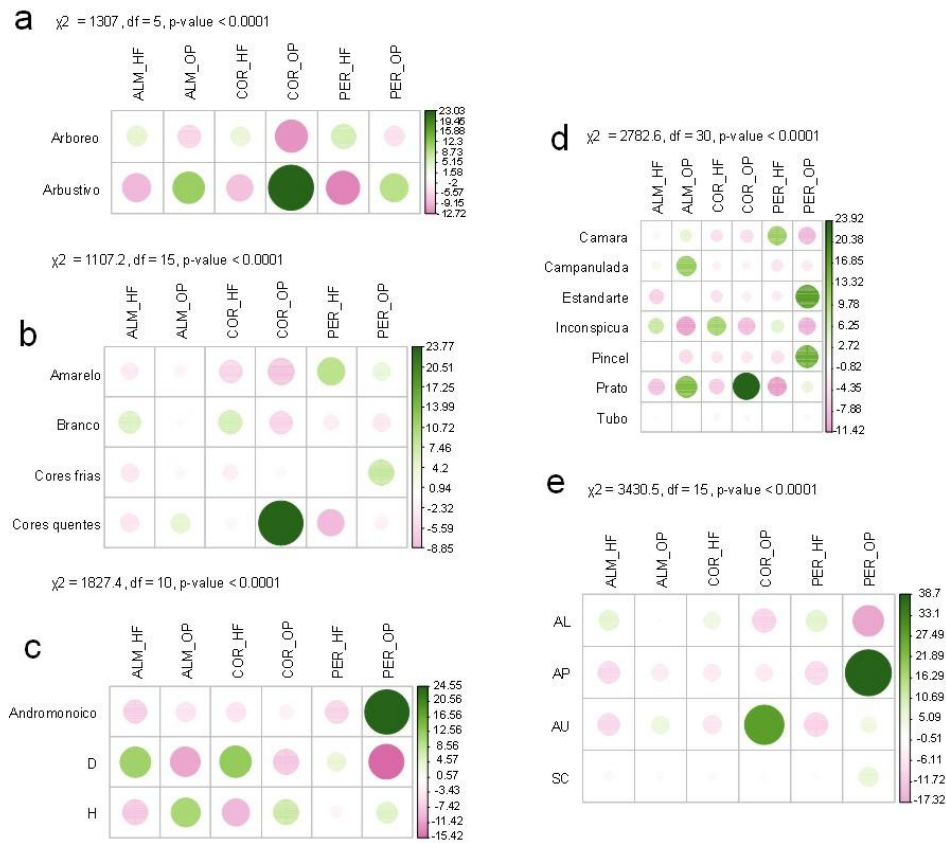 a
χ2 = 1307, df = 5, p-value < 0.0001
ALM_HF ALM_OP COR_HF COR_OP PER_HF PER_OP
Arboreo
Arbustivo
23.03
19.45
15.88
12.3
8.73
5.15
1.58
-2
-5.57
-9.15
-12.72
χ2 = 1107.2, df = 15, p-value < 0.0001
b
ALM_HF ALM_OP COR_HF COR_OP PER_HF PER_OP
Amarelo
Branco
Cores frias
Cores quentes
23.77
20.51
17.25
13.99
10.72
7.46
4.2
0.94
-2.32
-5.59
-8.85
χ2 = 1827.4, df = 10, p-value < 0.0001
c
ALM_HF ALM_OP COR_HF COR_OP PER_HF PER_OP
Andromonoico
D
H
24.55
20.56
16.56
12.56
8.56
4.57
0.57
-3.43
-7.42
-11.42
-15.42
d
χ2 = 2782.6, df = 30, p-value < 0.0001
ALM_HF ALM_OP COR_HF COR_OP PER_HF PER_OP
Camara
Campanulada
Estandarte
Inconspicua
Pincel
Prato
Tubo
23.92
20.38
16.85
13.32
9.78
6.25
2.72
-0.82
-4.35
-7.88
-11.42
e
χ2= 3430.5, df = 15, p-value < 0.0001
ALM_HF ALM_OP COR_HF COR_OP PER_HF PER_OP
AL
AP
AU
SC
38.7
33.1
27.49
21.89
16.29
10.69
5.09
-0.51
-6.11
-11.72
-17.32